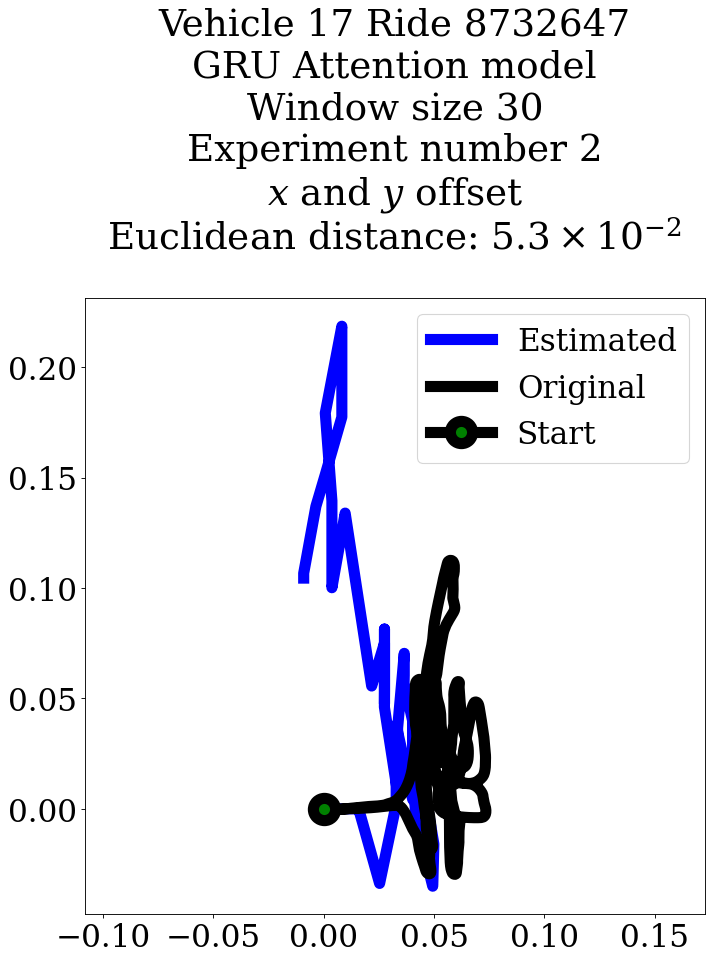 Vehicle 17 Ride 8732647
GRU Attention model
Window size 30
Experiment number 2
x and y offset
Euclidean distance: 5.3 × 10⁻²
Estimated
Original
Start
0.20
0.15
0.10
0.05
0.00
−0.10 −0.05 0.00 0.05 0.10 0.15